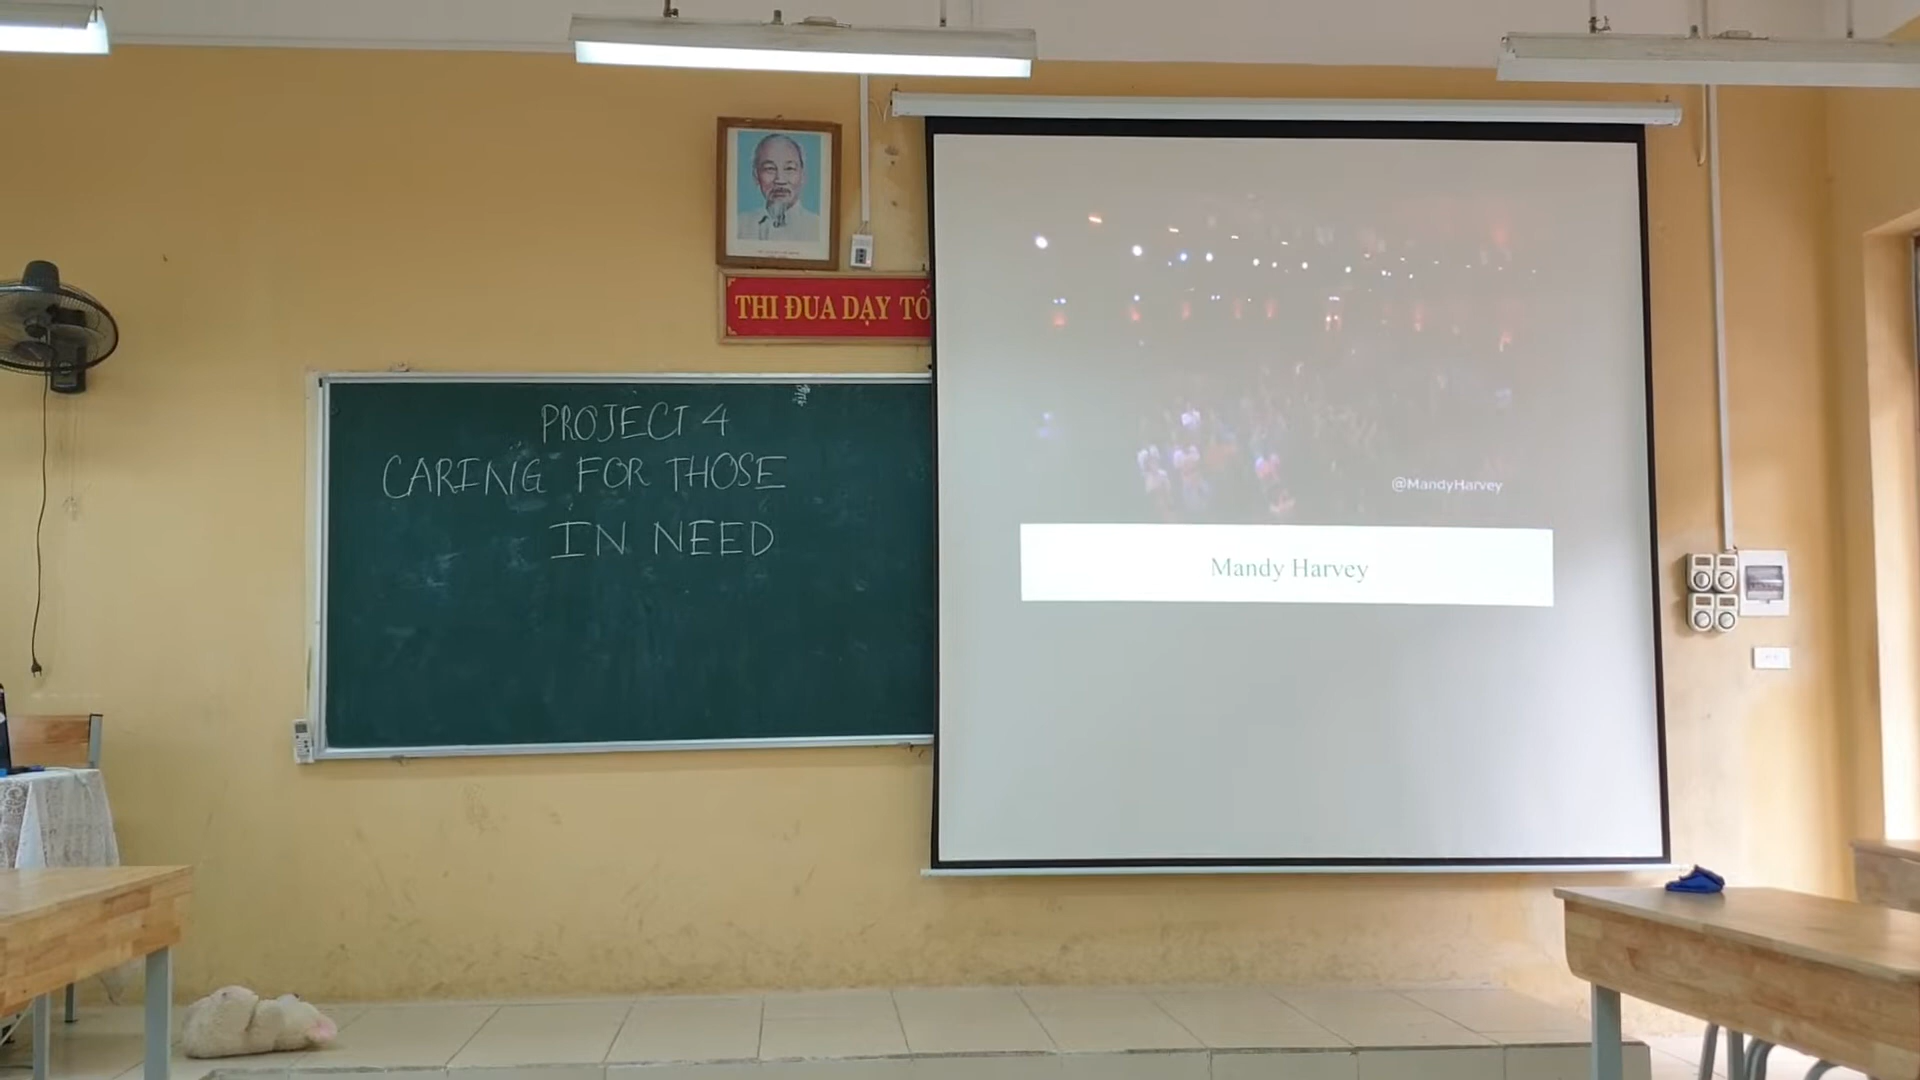 THI ĐUA DẠY TỐ
PROJECT 4
CARING FOR THOSE
IN NEED
@MandyHarvey
Mandy Harvey